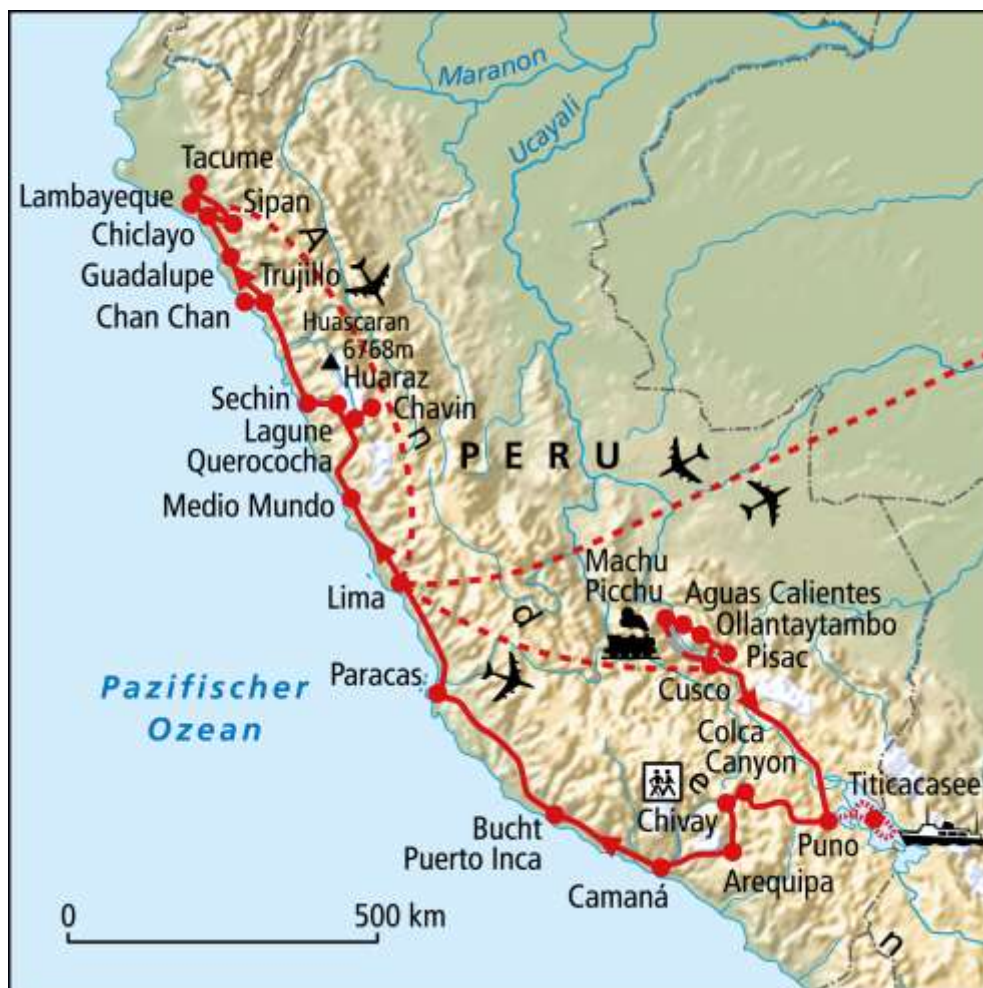 Maranon
Ucayali
Tacume
Lambayeque
Sipan
Chiclayo
Guadalupe
Trujillo
Chan Chan
Huascaran
6768m
Huaraz
Sechin
Chavin
Lagune
Querococha
PERU
Medio Mundo
Anden
Lima
Machu
Picchu
Aguas Calientes
Ollantaytambo
Pisac
Paracas
Cusco
Pazifischer
Ozean
Colca
Canyon
Titicacasee
Chivay
Bucht
Puerto Inca
Puno
Camaná
Arequipa
0
500 km